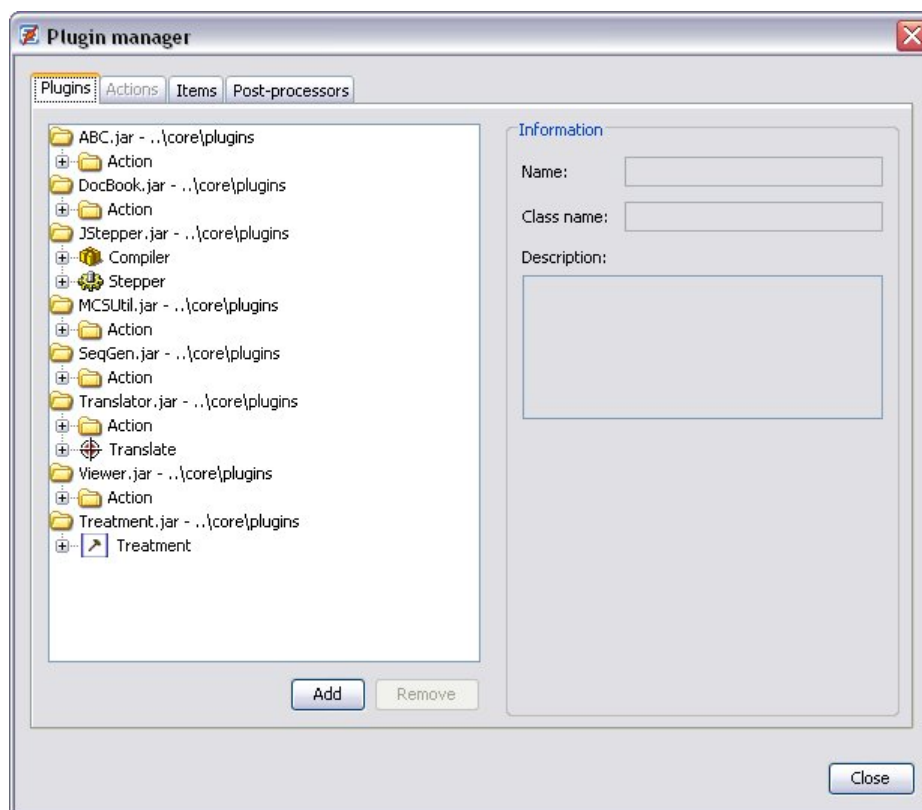 Plugin manager
Plugins Actions Items Post-processors
ABC.jar - ..\core\plugins
Action
DocBook.jar - ..\core\plugins
Action
JStepper.jar - ..\core\plugins
Compiler
Stepper
MCSUtil.jar - ..\core\plugins
Action
SeqGen.jar - ..\core\plugins
Action
Translator.jar - ..\core\plugins
Action
Translate
Viewer.jar - ..\core\plugins
Action
Treatment.jar - ..\core\plugins
Treatment
Add Remove
Information
Name:
Class name:
Description:
Close